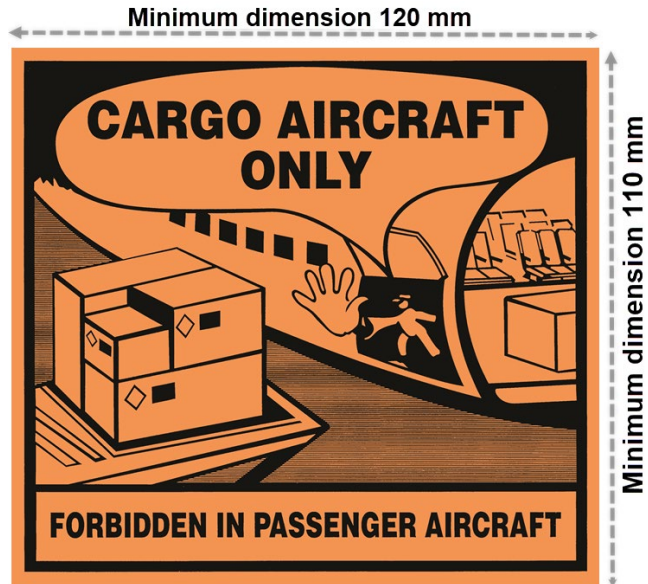 Minimum dimension 120 mm
CARGO AIRCRAFT
ONLY
FORBIDDEN IN PASSENGER AIRCRAFT
Minimum dimension 110 mm